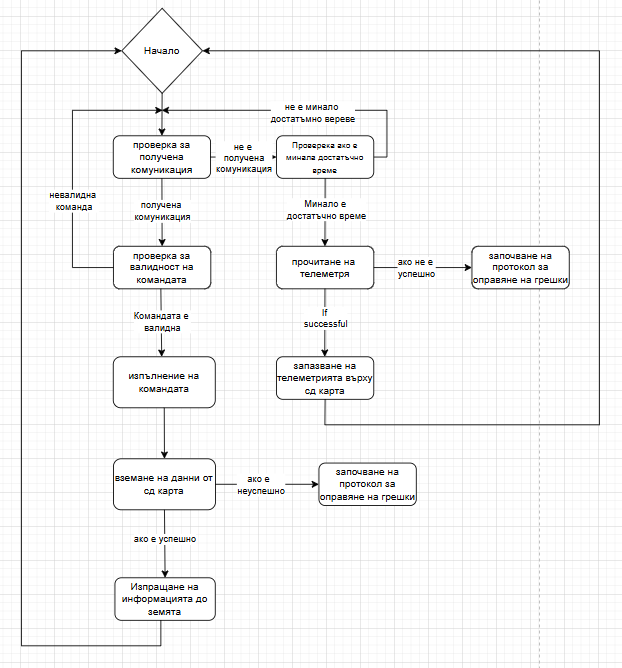 Начало
не е минало
достатъмно вереве
проверка за
получена
комуникация
не е
получена
комуникация
Проверека ако е
минала достатъчно
време
невалидна
команда
получена
комуникация
Минало е
достатъчно време
проверка за
валидност на
командата
прочитане на
телеметря
ако не е
успешно
започване на
протокол за
оправяне на грешки
Командата е
валидна
If
successful
изпълнение на
командата
запазване на
телеметрията върху
сд карта
вземане на данни от
сд карта
ако е
неуспешно
започване на
протокол за
оправяне на грешки
ако е успешно
Изпращане на
информацията до
земята